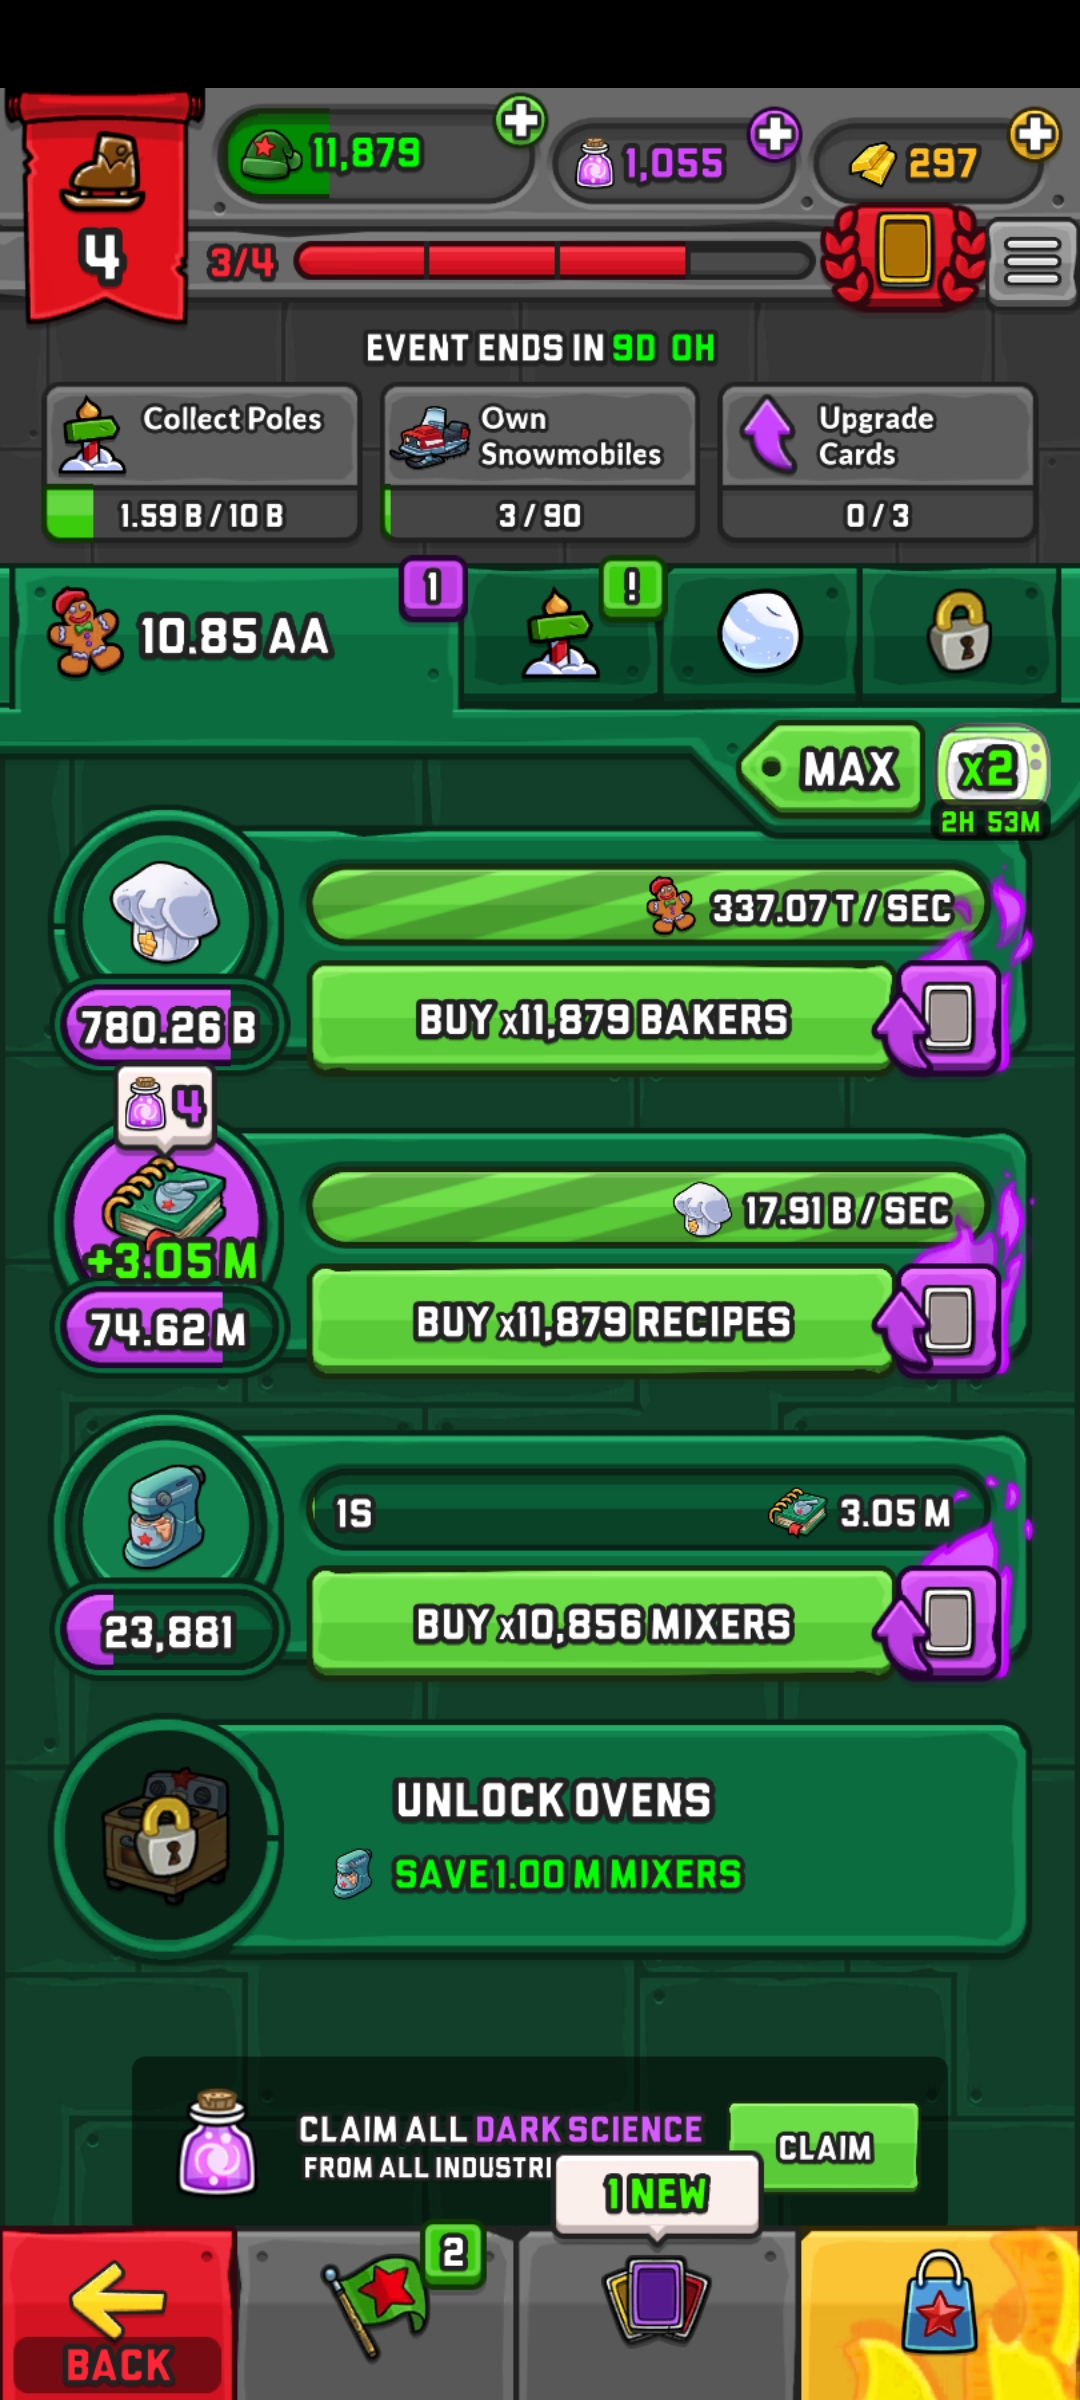 11,879
1,055
297
4
3/4
EVENT ENDS IN 9D 0H
Collect Poles
1.59 B / 10 B
Own
Snowmobiles
3 / 90
Upgrade
Cards
0 / 3
10.85 AA
1
!
MAX
x2
2H 53M
337.07 T / SEC
780.26 B
BUY x11,879 BAKERS
4
+3.05 M
17.91 B / SEC
74.62 M
BUY x11,879 RECIPES
1S
3.05 M
23,881
BUY x10,856 MIXERS
UNLOCK OVENS
SAVE 1.00 M MIXERS
CLAIM ALL DARK SCIENCE
FROM ALL INDUSTRI
CLAIM
1 NEW
2
BACK